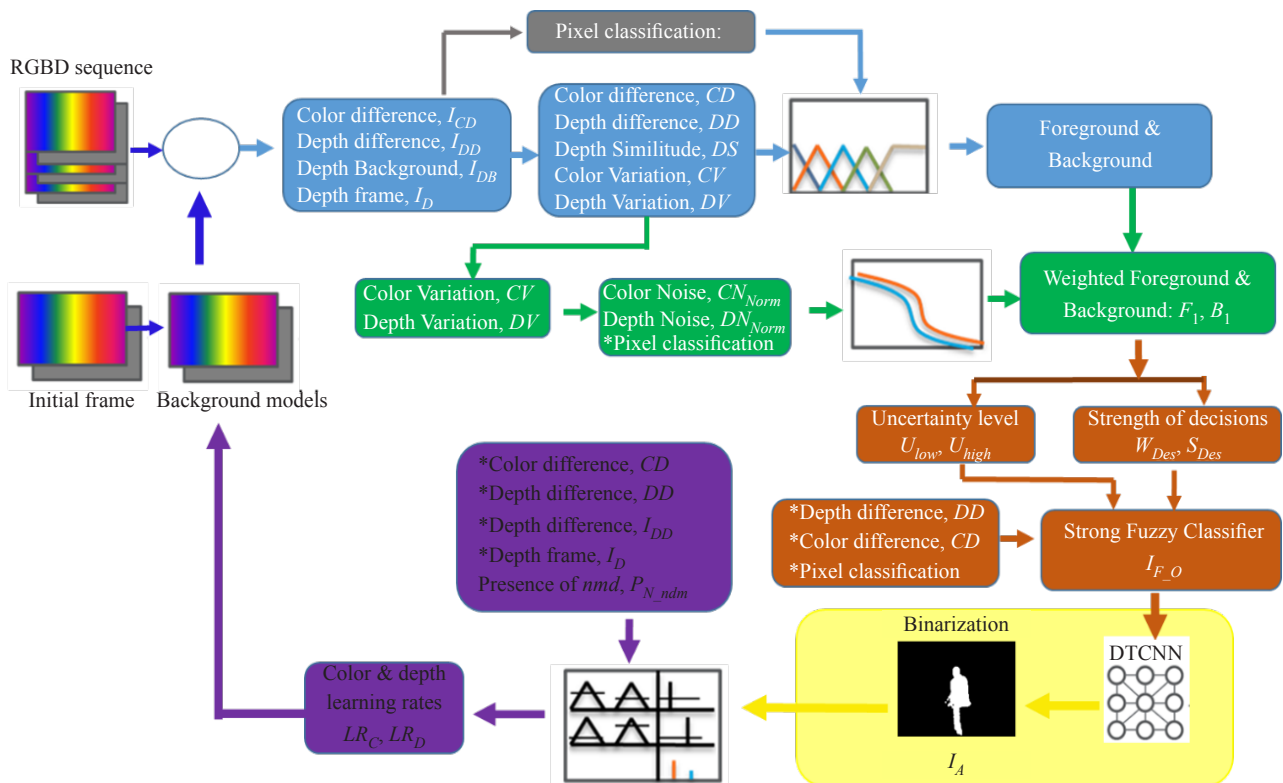 Pixel classification:
RGBD sequence
Color difference, I_CD
Depth difference, I_DD
Depth Background, I_DB
Depth frame, I_D
Color difference, CD
Depth difference, DD
Depth Similitude, DS
Color Variation, CV
Depth Variation, DV
Foreground &
Background
Color Variation, CV
Depth Variation, DV
Color Noise, CN_Norm
Depth Noise, DN_Norm
*Pixel classification
Weighted Foreground &
Background: F_1, B_1
Initial frame
Background models
Uncertainty level
U_low, U_high
Strength of decisions
W_Des, S_Des
*Color difference, CD
*Depth difference, DD
*Depth difference, I_DD
*Depth frame, I_D
Presence of nmd, P_N_ndm
*Depth difference, DD
*Color difference, CD
*Pixel classification
Strong Fuzzy Classifier
I_F_O
Binarization
DTCNN
I_A
Color & depth
learning rates
LR_C, LR_D